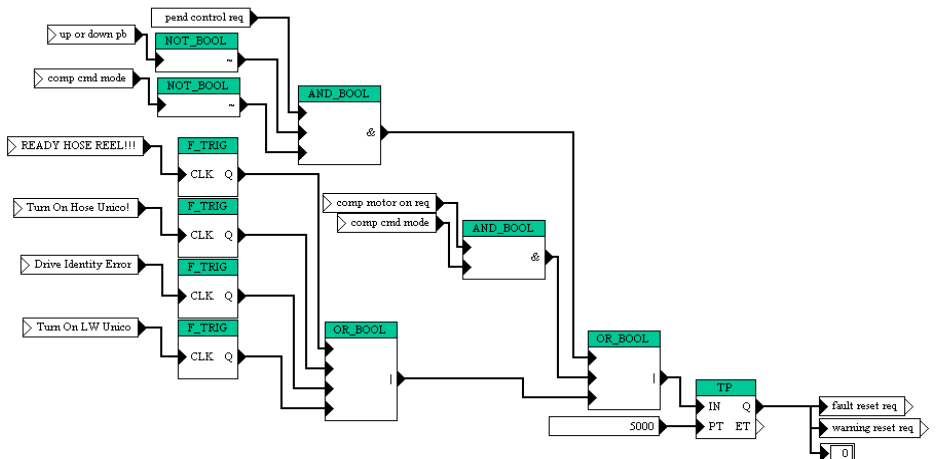 pend control req
up or down pb
NOT_BOOL
~
comp cmd mode
NOT_BOOL
~
AND_BOOL
&
READY HOSE REEL!!!
F_TRIG
CLK Q
Turn On Hose Unico!
F_TRIG
CLK Q
comp motor on req
comp cmd mode
AND_BOOL
&
Drive Identity Error
F_TRIG
CLK Q
Turn On LW Unico
F_TRIG
CLK Q
OR_BOOL
|
OR_BOOL
|
TP
IN Q
PT ET
5000
fault reset req
warning reset req
0